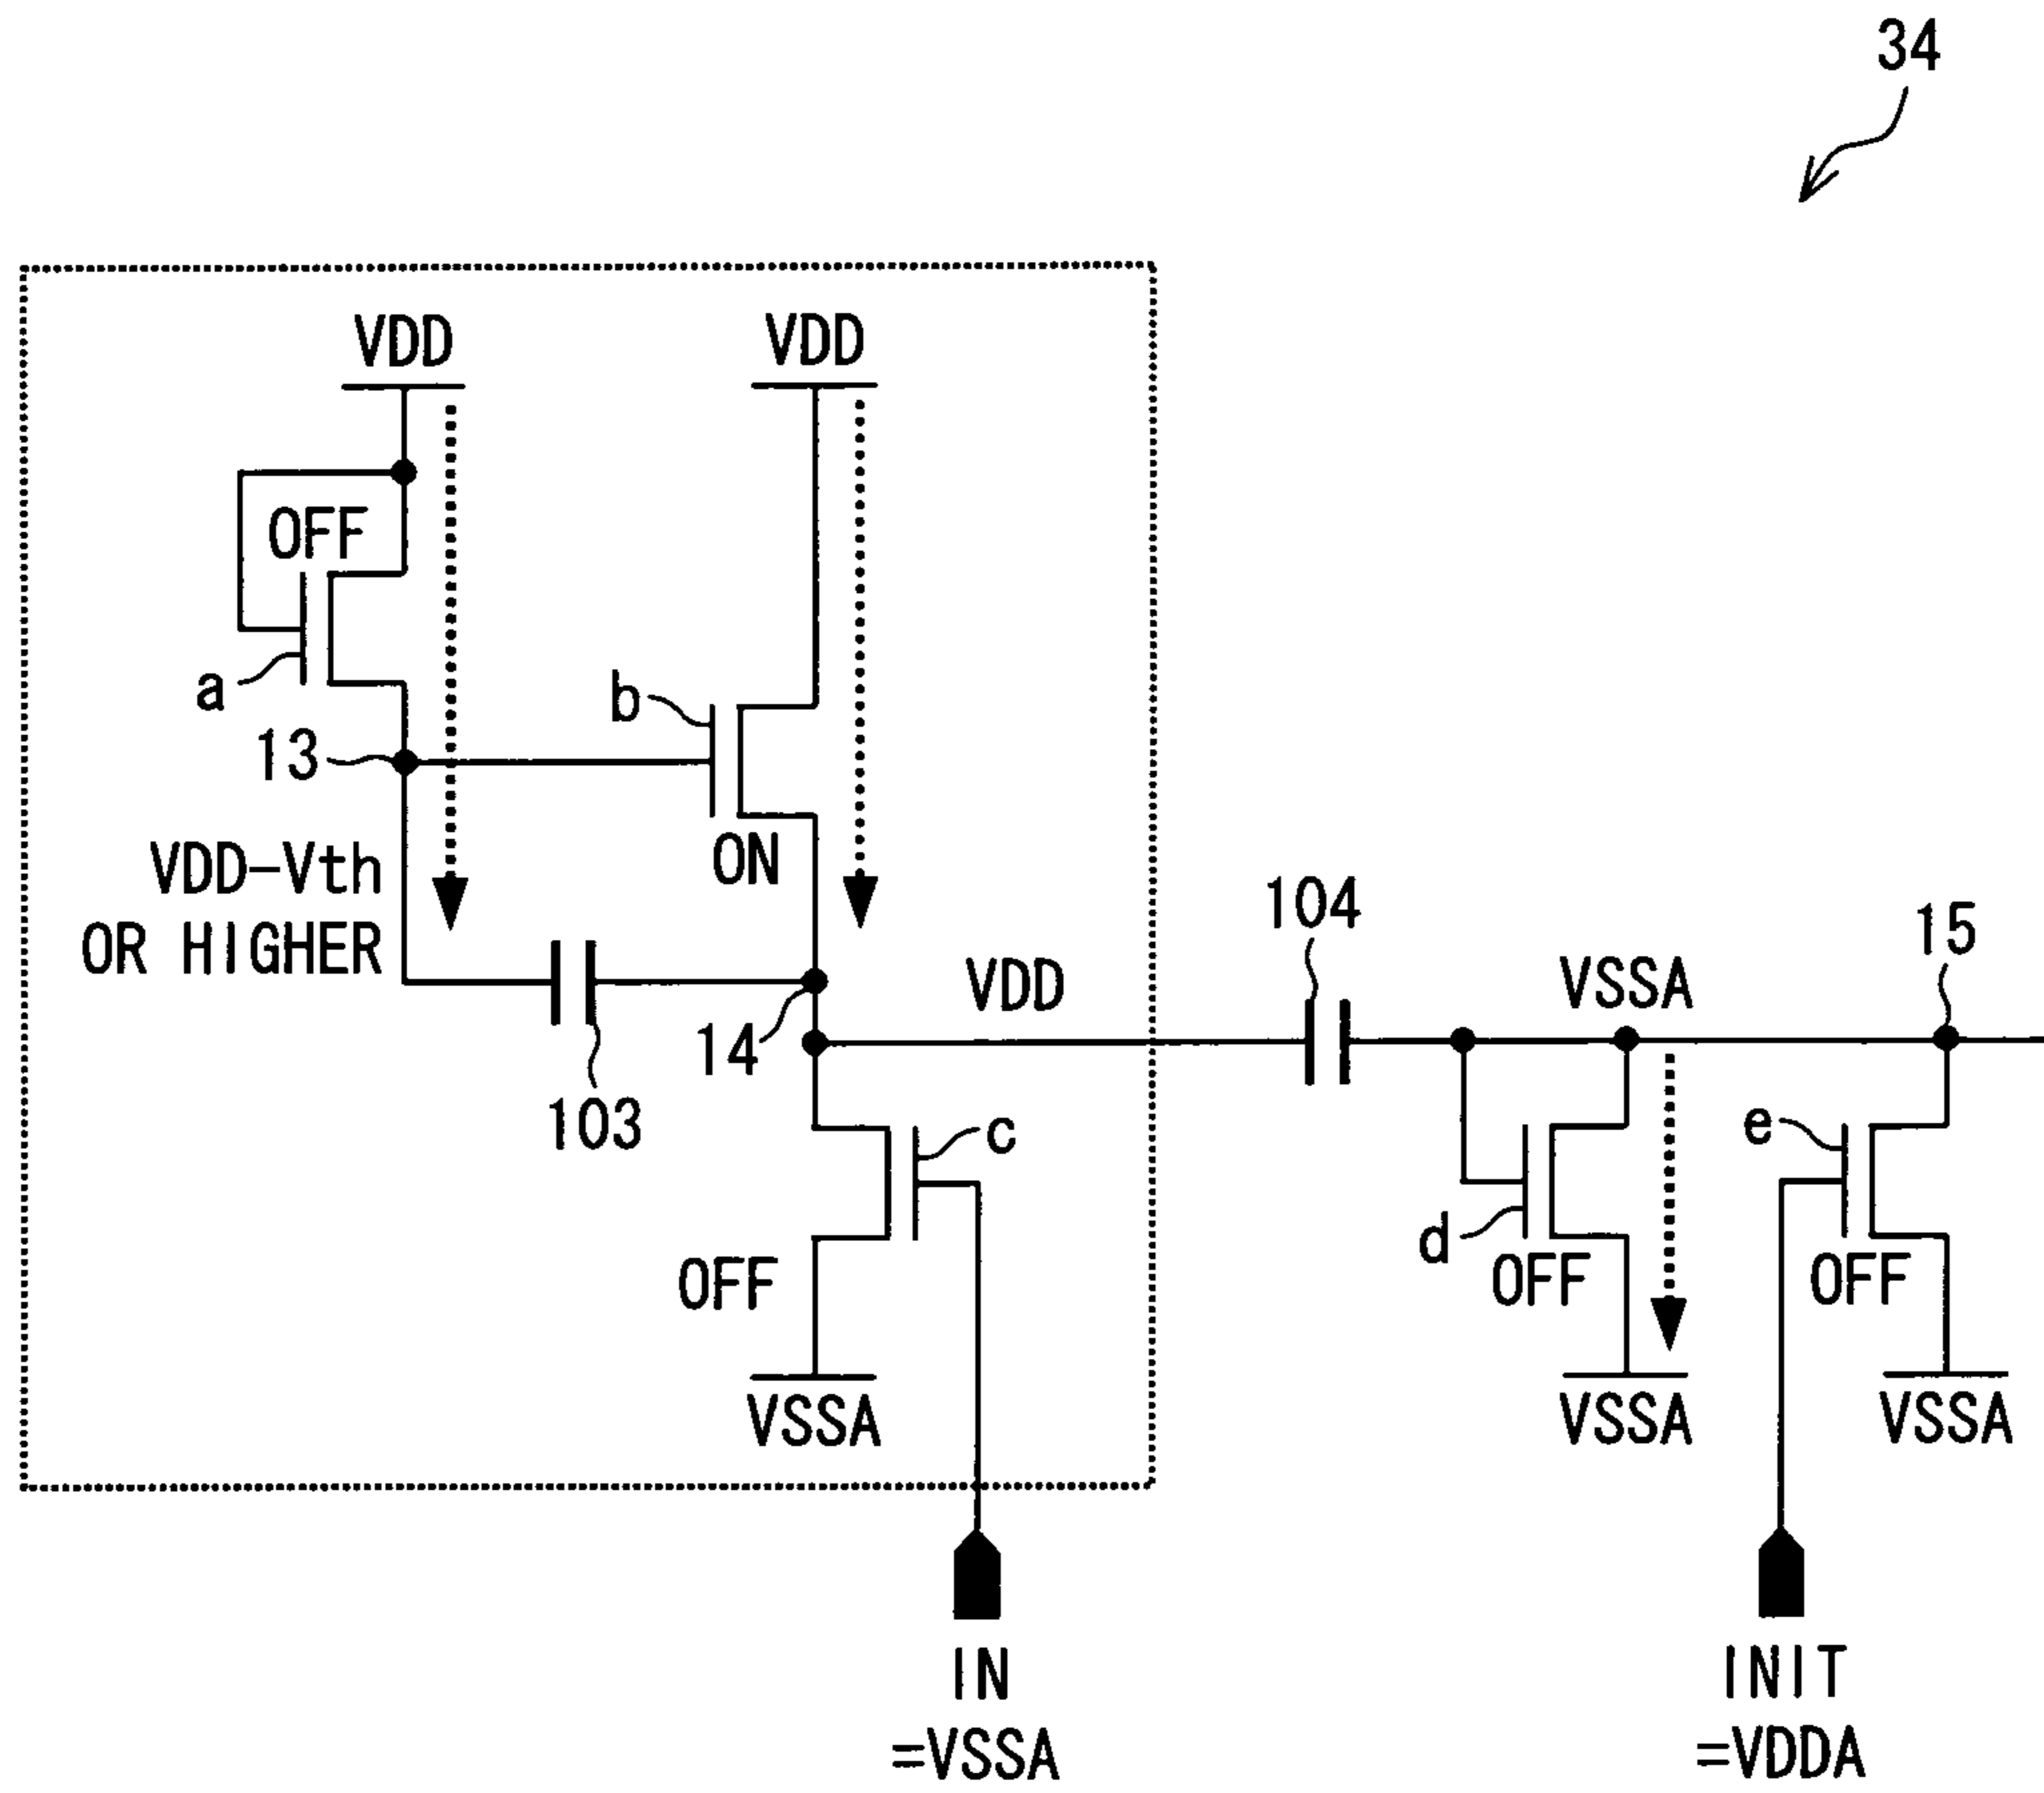 34
VDD
VDD
OFF
a
b
13
VDD-Vth
OR HIGHER
ON
104
15
VDD
VSSA
14
103
c
e
d
OFF
OFF
OFF
VSSA
VSSA
VSSA
IN
=VSSA
INIT
=VDDA